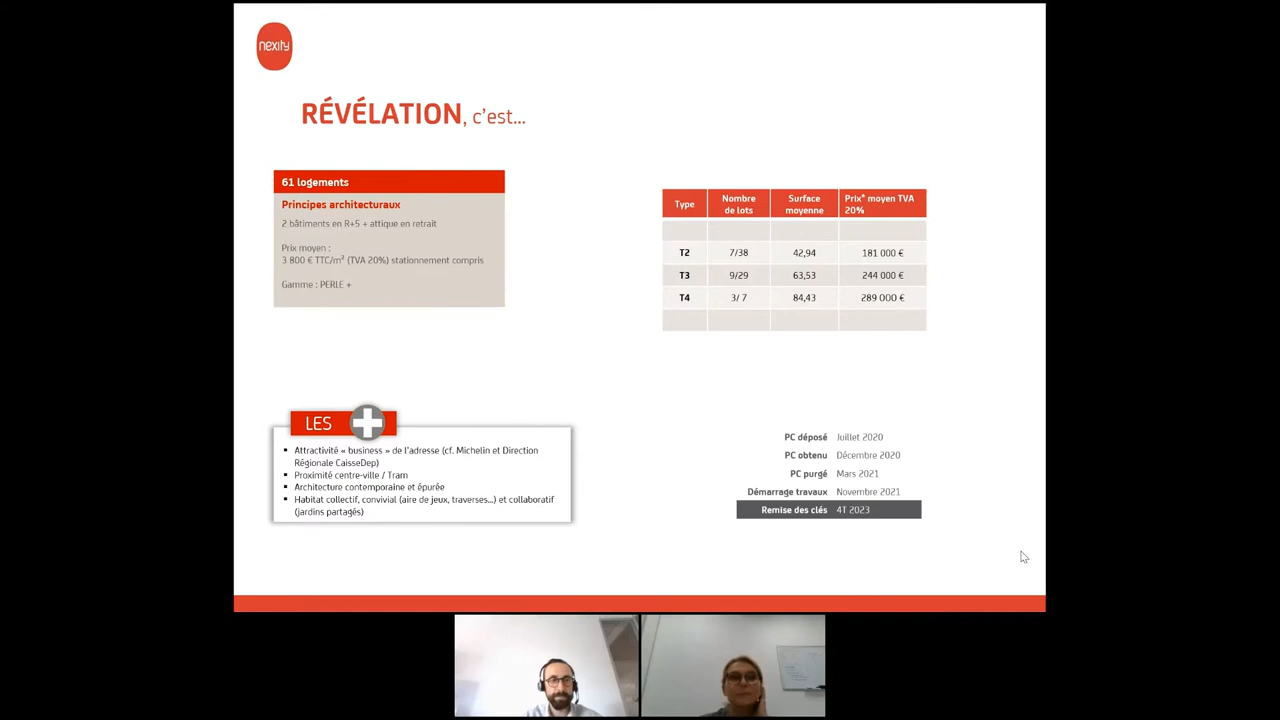 nexity
RÉVÉLATION, c'est...
61 logements
Principes architecturaux
2 bâtiments en R+5 + attique en retrait
Prix moyen :
3 800 € TTC/m² (TVA 20%) stationnement compris
Gamme : PERLE +
Type
Nombre
de lots
Surface
moyenne
Prix* moyen TVA
20%
T2 7/38 42,94 181 000 €
T3 9/29 63,53 244 000 €
T4 3/ 7 84,43 289 000 €
LES +
▪ Attractivité « business » de l'adresse (cf. Michelin et Direction
Régionale CaisseDep)
▪ Proximité centre-ville / Tram
▪ Architecture contemporaine et épurée
▪ Habitat collectif, convivial (aire de jeux, traverses...) et collaboratif
(jardins partagés)
PC déposé Juillet 2020
PC obtenu Décembre 2020
PC purgé Mars 2021
Démarrage travaux Novembre 2021
Remise des clés 4T 2023